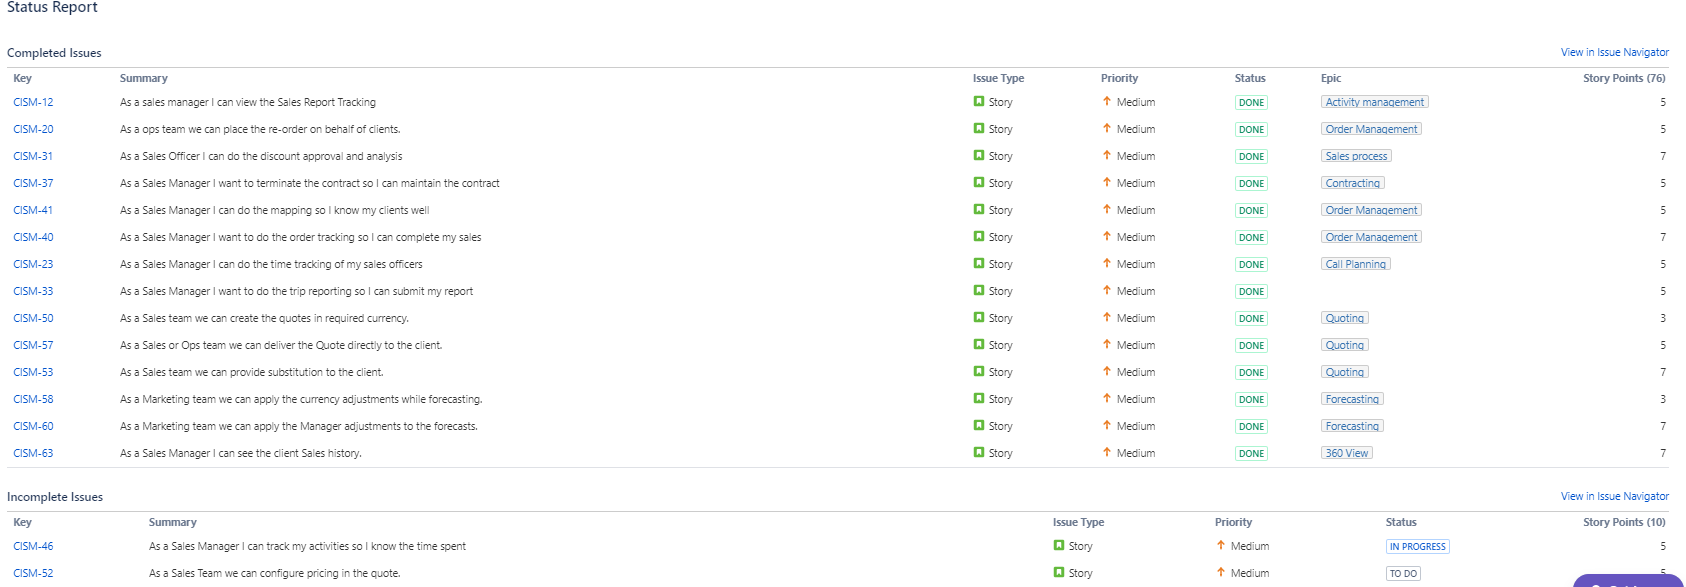 Status Report
Completed Issues View in Issue Navigator
Key Summary Issue Type Priority Status Epic Story Points (76)
CISM-12 As a sales manager I can view the Sales Report Tracking Story Medium DONE Activity management 5
CISM-20 As a ops team we can place the re-order on behalf of clients. Story Medium DONE Order Management 5
CISM-31 As a Sales Officer I can do the discount approval and analysis Story Medium DONE Sales process 7
CISM-37 As a Sales Manager I want to terminate the contract so I can maintain the contract Story Medium DONE Contracting 5
CISM-41 As a Sales Manager I can do the mapping so I know my clients well Story Medium DONE Order Management 5
CISM-40 As a Sales Manager I want to do the order tracking so I can complete my sales Story Medium DONE Order Management 7
CISM-23 As a Sales Manager I can do the time tracking of my sales officers Story Medium DONE Call Planning 5
CISM-33 As a Sales Manager I want to do the trip reporting so I can submit my report Story Medium DONE 5
CISM-50 As a Sales team we can create the quotes in required currency. Story Medium DONE Quoting 3
CISM-57 As a Sales or Ops team we can deliver the Quote directly to the client. Story Medium DONE Quoting 5
CISM-53 As a Sales team we can provide substitution to the client. Story Medium DONE Quoting 7
CISM-58 As a Marketing team we can apply the currency adjustments while forecasting. Story Medium DONE Forecasting 3
CISM-60 As a Marketing team we can apply the Manager adjustments to the forecasts. Story Medium DONE Forecasting 7
CISM-63 As a Sales Manager I can see the client Sales history. Story Medium DONE 360 View 7
Incomplete Issues View in Issue Navigator
Key Summary Issue Type Priority Status Story Points (10)
CISM-46 As a Sales Manager I can track my activities so I know the time spent Story Medium IN PROGRESS 5
CISM-52 As a Sales Team we can configure pricing in the quote. Story Medium TO DO 5